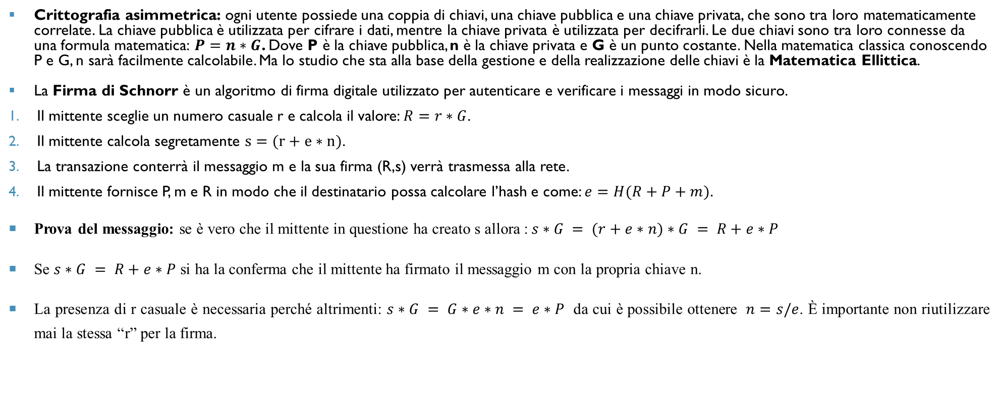 ▪ Crittografia asimmetrica: ogni utente possiede una coppia di chiavi, una chiave pubblica e una chiave privata, che sono tra loro matematicamente
correlate. La chiave pubblica è utilizzata per cifrare i dati, mentre la chiave privata è utilizzata per decifrarli. Le due chiavi sono tra loro connesse da
una formula matematica: P = n ∗ G. Dove P è la chiave pubblica, n è la chiave privata e G è un punto costante. Nella matematica classica conoscendo
P e G, n sarà facilmente calcolabile. Ma lo studio che sta alla base della gestione e della realizzazione delle chiavi è la Matematica Ellittica.
▪ La Firma di Schnorr è un algoritmo di firma digitale utilizzato per autenticare e verificare i messaggi in modo sicuro.
1. Il mittente sceglie un numero casuale r e calcola il valore: R = r ∗ G.
2. Il mittente calcola segretamente s = (r + e ∗ n).
3. La transazione conterrà il messaggio m e la sua firma (R,s) verrà trasmessa alla rete.
4. Il mittente fornisce P, m e R in modo che il destinatario possa calcolare l'hash e come: e = H(R + P + m).
▪ Prova del messaggio: se è vero che il mittente in questione ha creato s allora : s ∗ G = (r + e ∗ n) ∗ G = R + e ∗ P
▪ Se s ∗ G = R + e ∗ P si ha la conferma che il mittente ha firmato il messaggio m con la propria chiave n.
▪ La presenza di r casuale è necessaria perché altrimenti: s ∗ G = G ∗ e ∗ n = e ∗ P da cui è possibile ottenere n = s/e. È importante non riutilizzare
mai la stessa “r” per la firma.